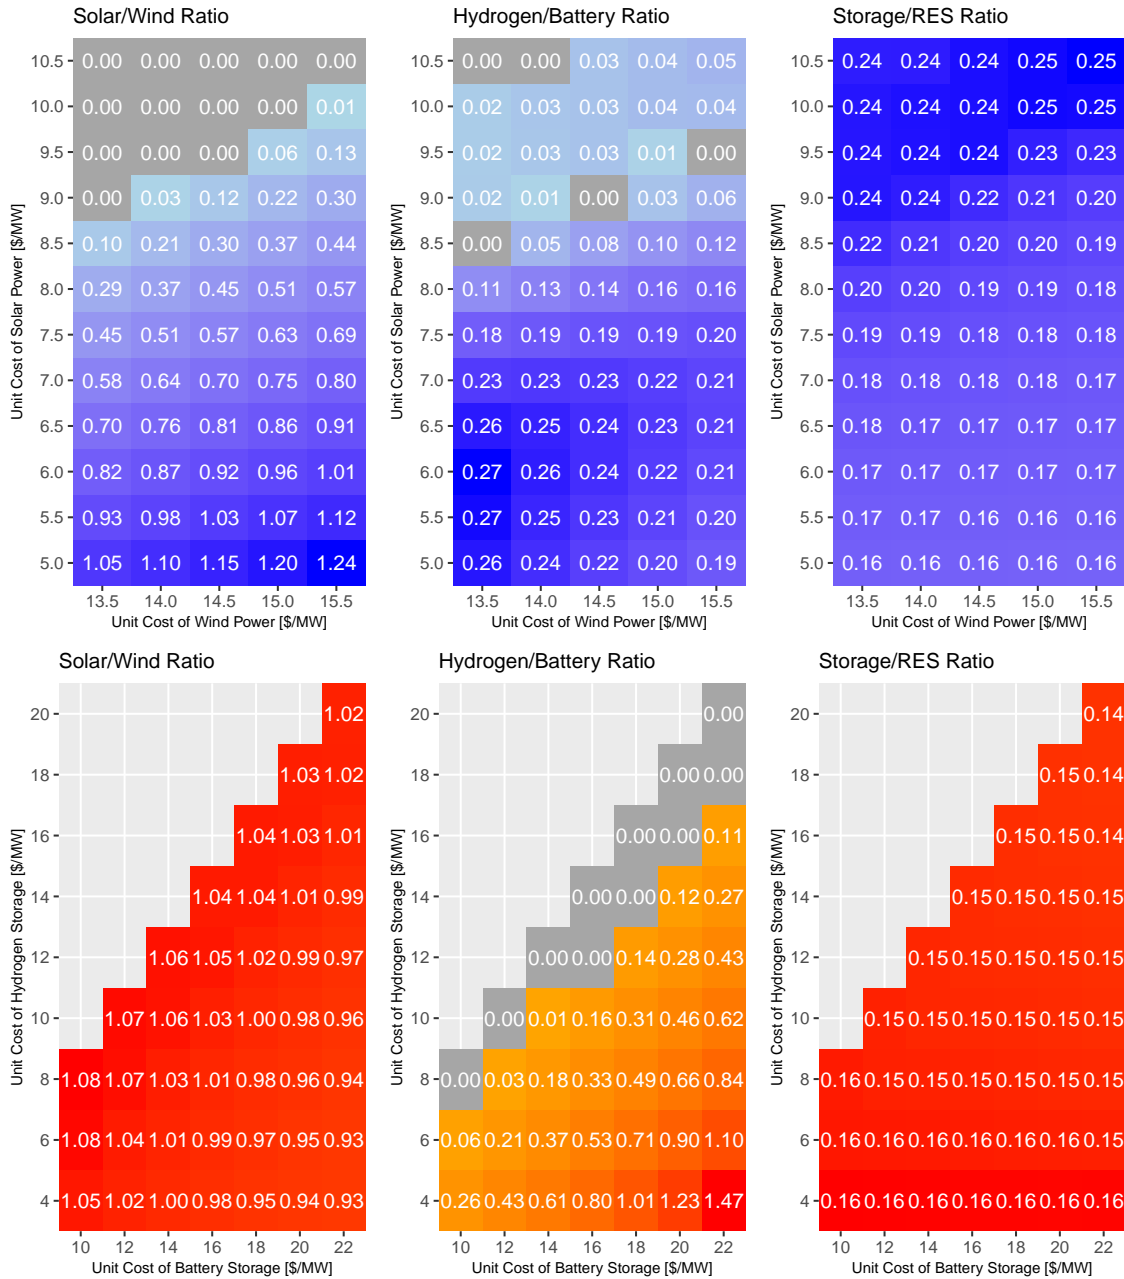 Solar/Wind Ratio
Unit Cost of Solar Power [$/MW]
10.5 0.00 0.00 0.00 0.00 0.00
10.0 0.00 0.00 0.00 0.00 0.01
9.5 0.00 0.00 0.00 0.06 0.13
9.0 0.00 0.03 0.12 0.22 0.30
8.5 0.10 0.21 0.30 0.37 0.44
8.0 0.29 0.37 0.45 0.51 0.57
7.5 0.45 0.51 0.57 0.63 0.69
7.0 0.58 0.64 0.70 0.75 0.80
6.5 0.70 0.76 0.81 0.86 0.91
6.0 0.82 0.87 0.92 0.96 1.01
5.5 0.93 0.98 1.03 1.07 1.12
5.0 1.05 1.10 1.15 1.20 1.24
13.5 14.0 14.5 15.0 15.5
Unit Cost of Wind Power [$/MW]
Hydrogen/Battery Ratio
Unit Cost of Solar Power [$/MW]
10.5 0.00 0.00 0.03 0.04 0.05
10.0 0.02 0.03 0.03 0.04 0.04
9.5 0.02 0.03 0.03 0.01 0.00
9.0 0.02 0.01 0.00 0.03 0.06
8.5 0.00 0.05 0.08 0.10 0.12
8.0 0.11 0.13 0.14 0.16 0.16
7.5 0.18 0.19 0.19 0.19 0.20
7.0 0.23 0.23 0.23 0.22 0.21
6.5 0.26 0.25 0.24 0.23 0.21
6.0 0.27 0.26 0.24 0.22 0.21
5.5 0.27 0.25 0.23 0.21 0.20
5.0 0.26 0.24 0.22 0.20 0.19
13.5 14.0 14.5 15.0 15.5
Unit Cost of Wind Power [$/MW]
Storage/RES Ratio
Unit Cost of Solar Power [$/MW]
10.5 0.24 0.24 0.24 0.25 0.25
10.0 0.24 0.24 0.24 0.25 0.25
9.5 0.24 0.24 0.24 0.23 0.23
9.0 0.24 0.24 0.22 0.21 0.20
8.5 0.22 0.21 0.20 0.20 0.19
8.0 0.20 0.20 0.19 0.19 0.18
7.5 0.19 0.19 0.18 0.18 0.18
7.0 0.18 0.18 0.18 0.18 0.17
6.5 0.18 0.17 0.17 0.17 0.17
6.0 0.17 0.17 0.17 0.17 0.17
5.5 0.17 0.17 0.16 0.16 0.16
5.0 0.16 0.16 0.16 0.16 0.16
13.5 14.0 14.5 15.0 15.5
Unit Cost of Wind Power [$/MW]
Solar/Wind Ratio
Unit Cost of Hydrogen Storage [$/MW]
20 1.02
18 1.03 1.02
16 1.04 1.03 1.01
14 1.04 1.04 1.01 0.99
12 1.06 1.05 1.02 0.99 0.97
10 1.07 1.06 1.03 1.00 0.98 0.96
8 1.08 1.07 1.03 1.01 0.98 0.96 0.94
6 1.08 1.04 1.01 0.99 0.97 0.95 0.93
4 1.05 1.02 1.00 0.98 0.95 0.94 0.93
10 12 14 16 18 20 22
Unit Cost of Battery Storage [$/MW]
Hydrogen/Battery Ratio
Unit Cost of Hydrogen Storage [$/MW]
20 0.00
18 0.00 0.00
16 0.00 0.00 0.11
14 0.00 0.00 0.12 0.27
12 0.00 0.00 0.14 0.28 0.43
10 0.00 0.01 0.16 0.31 0.46 0.62
8 0.00 0.03 0.18 0.33 0.49 0.66 0.84
6 0.06 0.21 0.37 0.53 0.71 0.90 1.10
4 0.26 0.43 0.61 0.80 1.01 1.23 1.47
10 12 14 16 18 20 22
Unit Cost of Battery Storage [$/MW]
Storage/RES Ratio
Unit Cost of Hydrogen Storage [$/MW]
20 0.14
18 0.15 0.14
16 0.15 0.15 0.14
14 0.15 0.15 0.15 0.15
12 0.15 0.15 0.15 0.15 0.15
10 0.15 0.15 0.15 0.15 0.15 0.15
8 0.16 0.15 0.15 0.15 0.15 0.15 0.15
6 0.16 0.16 0.16 0.16 0.16 0.16 0.15
4 0.16 0.16 0.16 0.16 0.16 0.16 0.16
10 12 14 16 18 20 22
Unit Cost of Battery Storage [$/MW]